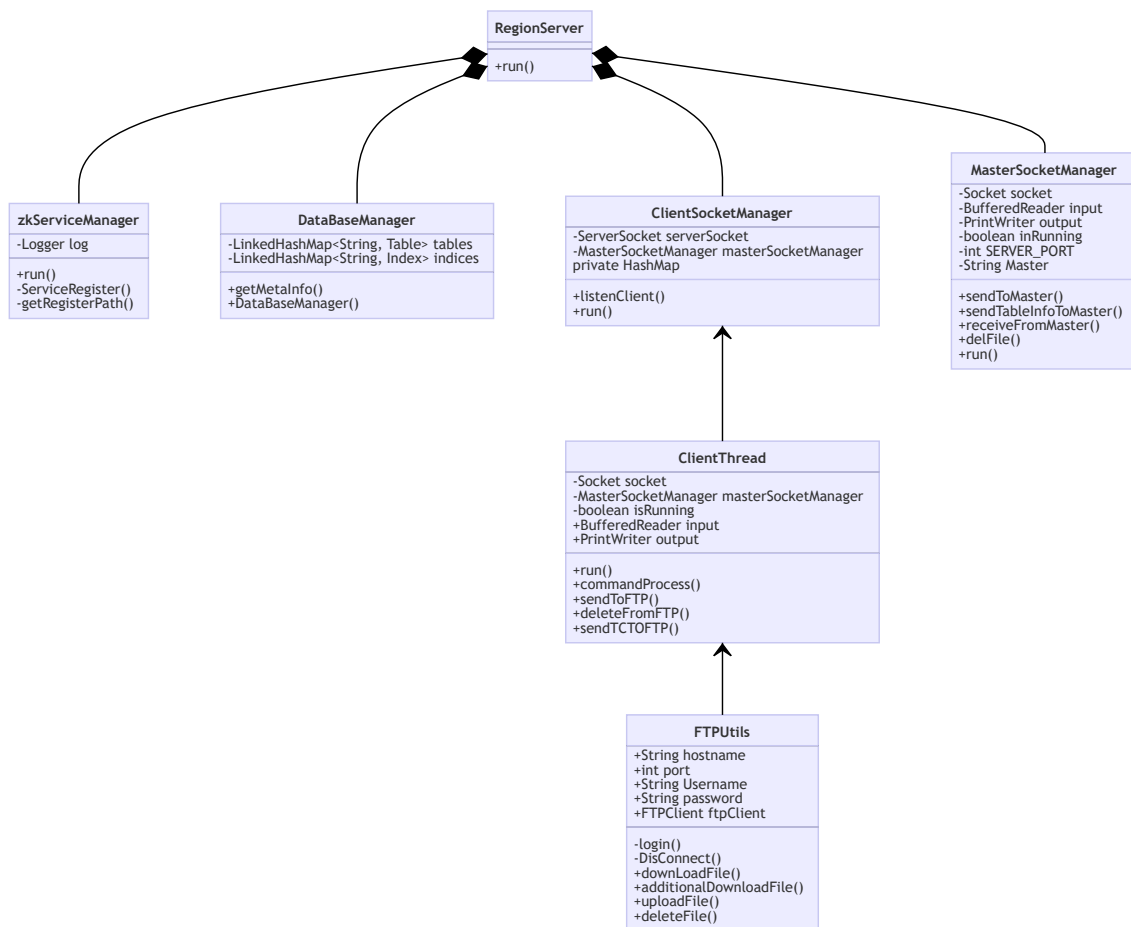 RegionServer
+run()
zkServiceManager
-Logger log
+run()
-ServiceRegister()
-getRegisterPath()
DataBaseManager
-LinkedHashMap<String, Table> tables
-LinkedHashMap<String, Index> indices
+getMetaInfo()
+DataBaseManager()
ClientSocketManager
-ServerSocket serverSocket
-MasterSocketManager masterSocketManager
private HashMap
+listenClient()
+run()
MasterSocketManager
-Socket socket
-BufferedReader input
-PrintWriter output
-boolean inRunning
-int SERVER_PORT
-String Master
+sendToMaster()
+sendTableInfoToMaster()
+receiveFromMaster()
+delFile()
+run()
ClientThread
-Socket socket
-MasterSocketManager masterSocketManager
-boolean isRunning
+BufferedReader input
+PrintWriter output
+run()
+commandProcess()
+sendToFTP()
+deleteFromFTP()
+sendTCTOFTP()
FTPUtils
+String hostname
+int port
+String Username
+String password
+FTPClient ftpClient
-login()
-DisConnect()
+downLoadFile()
+additionalDownloadFile()
+uploadFile()
+deleteFile()